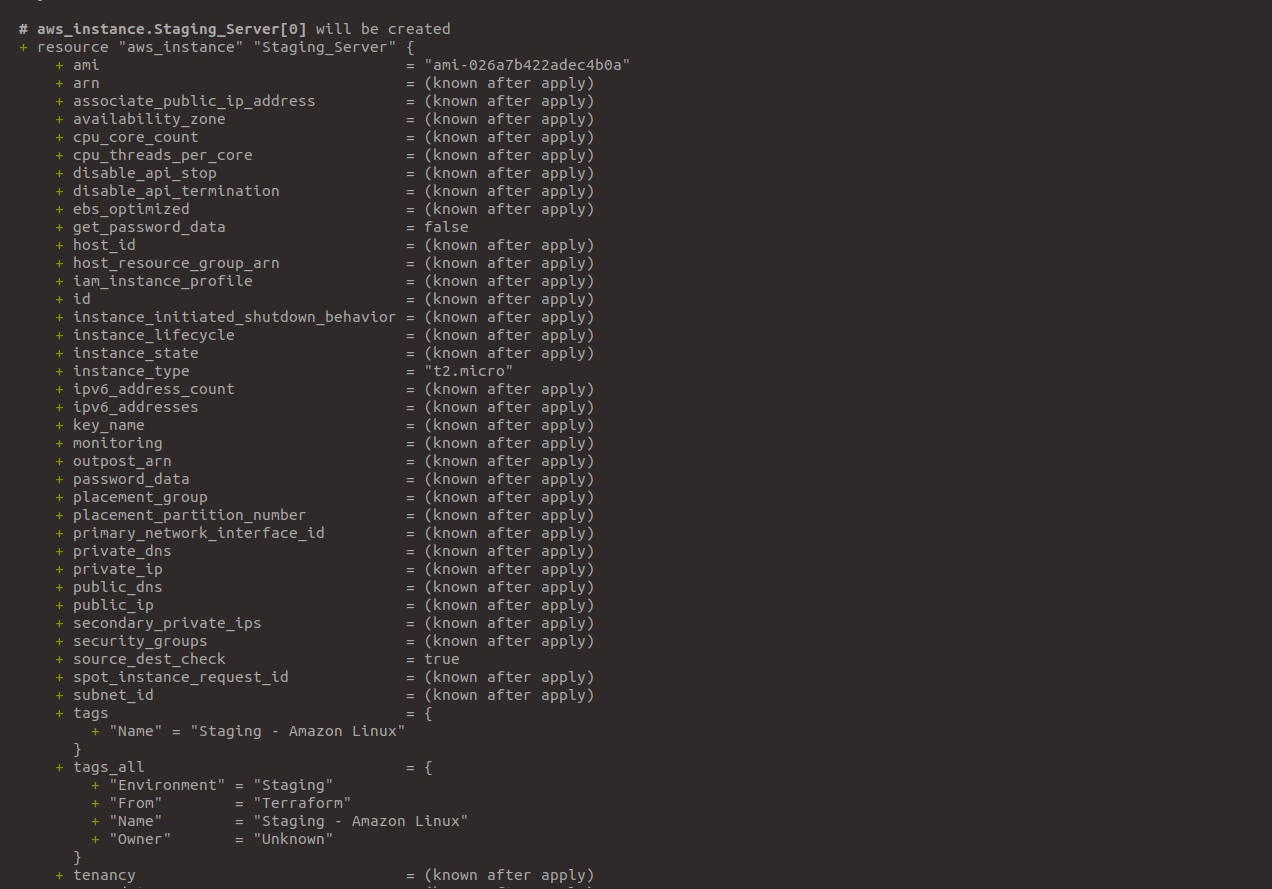 # aws_instance.Staging_Server[0] will be created
+ resource "aws_instance" "Staging_Server" {
    + ami                                  = "ami-026a7b422adec4b0a"
    + arn                                  = (known after apply)
    + associate_public_ip_address          = (known after apply)
    + availability_zone                    = (known after apply)
    + cpu_core_count                       = (known after apply)
    + cpu_threads_per_core                 = (known after apply)
    + disable_api_stop                     = (known after apply)
    + disable_api_termination              = (known after apply)
    + ebs_optimized                        = (known after apply)
    + get_password_data                    = false
    + host_id                              = (known after apply)
    + host_resource_group_arn              = (known after apply)
    + iam_instance_profile                 = (known after apply)
    + id                                   = (known after apply)
    + instance_initiated_shutdown_behavior = (known after apply)
    + instance_lifecycle                   = (known after apply)
    + instance_state                       = (known after apply)
    + instance_type                        = "t2.micro"
    + ipv6_address_count                   = (known after apply)
    + ipv6_addresses                       = (known after apply)
    + key_name                             = (known after apply)
    + monitoring                           = (known after apply)
    + outpost_arn                          = (known after apply)
    + password_data                        = (known after apply)
    + placement_group                      = (known after apply)
    + placement_partition_number           = (known after apply)
    + primary_network_interface_id         = (known after apply)
    + private_dns                          = (known after apply)
    + private_ip                           = (known after apply)
    + public_dns                           = (known after apply)
    + public_ip                            = (known after apply)
    + secondary_private_ips                = (known after apply)
    + security_groups                      = (known after apply)
    + source_dest_check                    = true
    + spot_instance_request_id             = (known after apply)
    + subnet_id                            = (known after apply)
    + tags                                 = {
        + "Name" = "Staging - Amazon Linux"
      }
    + tags_all                             = {
        + "Environment" = "Staging"
        + "From"        = "Terraform"
        + "Name"        = "Staging - Amazon Linux"
        + "Owner"       = "Unknown"
      }
    + tenancy                              = (known after apply)